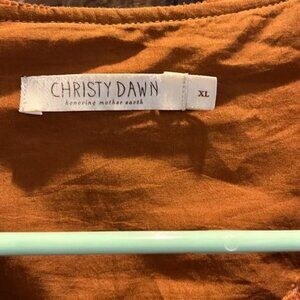 CHRISTY DAWN
honoring mother earth
XL